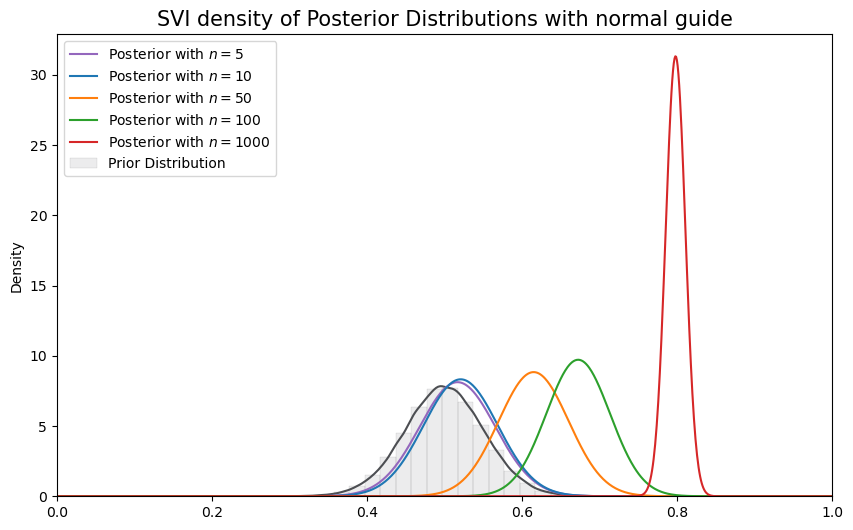 SVI density of Posterior Distributions with normal guide
Posterior with n = 5
Posterior with n = 10
Posterior with n = 50
Posterior with n = 100
Posterior with n = 1000
Prior Distribution
Density
30
25
20
15
10
5
0
0.0 0.2 0.4 0.6 0.8 1.0